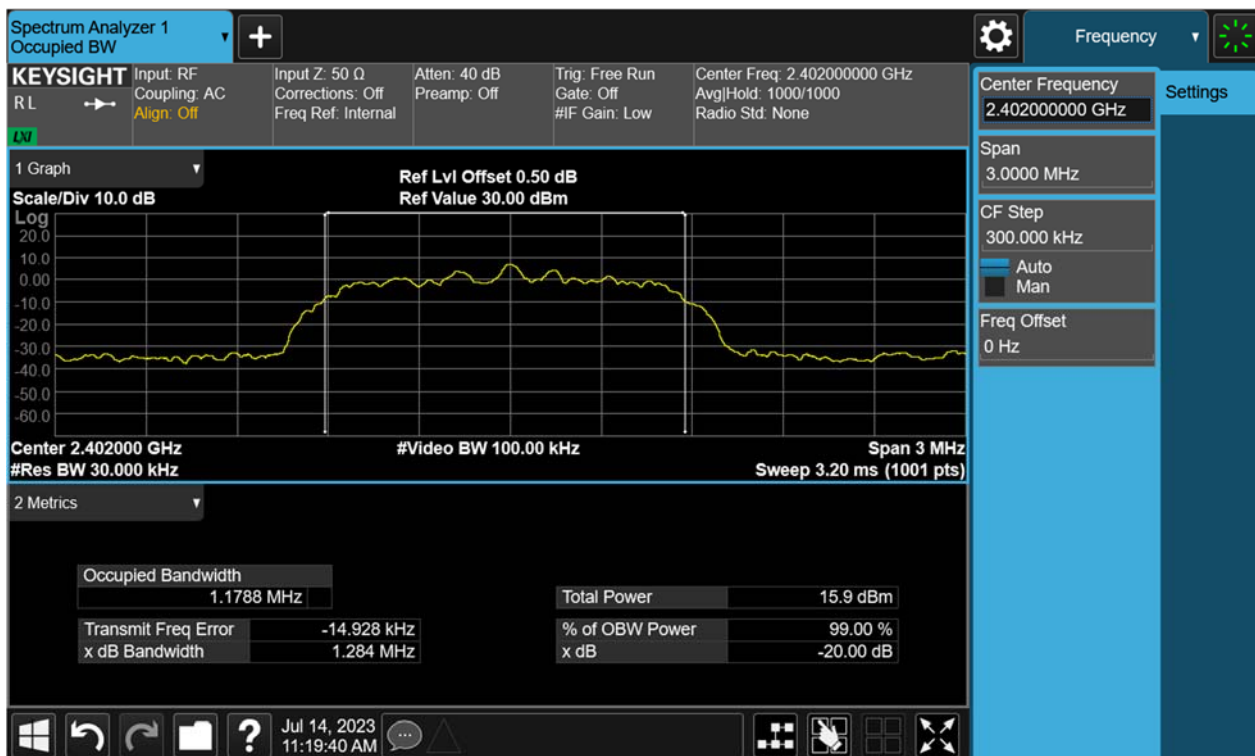 Spectrum Analyzer 1
Occupied BW
Frequency
KEYSIGHT
R L
LXI
Input: RF
Coupling: AC
Align: Off
Input Z: 50 Ω
Corrections: Off
Freq Ref: Internal
Atten: 40 dB
Preamp: Off
Trig: Free Run
Gate: Off
#IF Gain: Low
Center Freq: 2.402000000 GHz
Avg|Hold: 1000/1000
Radio Std: None
Center Frequency
2.402000000 GHz
Settings
Span
3.0000 MHz
CF Step
300.000 kHz
Auto
Man
Freq Offset
0 Hz
1 Graph
Scale/Div 10.0 dB
Ref Lvl Offset 0.50 dB
Ref Value 30.00 dBm
Log
20.0
10.0
0.00
-10.0
-20.0
-30.0
-40.0
-50.0
-60.0
Center 2.402000 GHz
#Video BW 100.00 kHz
Span 3 MHz
#Res BW 30.000 kHz
Sweep 3.20 ms (1001 pts)
2 Metrics
Occupied Bandwidth
1.1788 MHz
Total Power 15.9 dBm
Transmit Freq Error -14.928 kHz
% of OBW Power 99.00 %
x dB Bandwidth 1.284 MHz
x dB -20.00 dB
Jul 14, 2023
11:19:40 AM